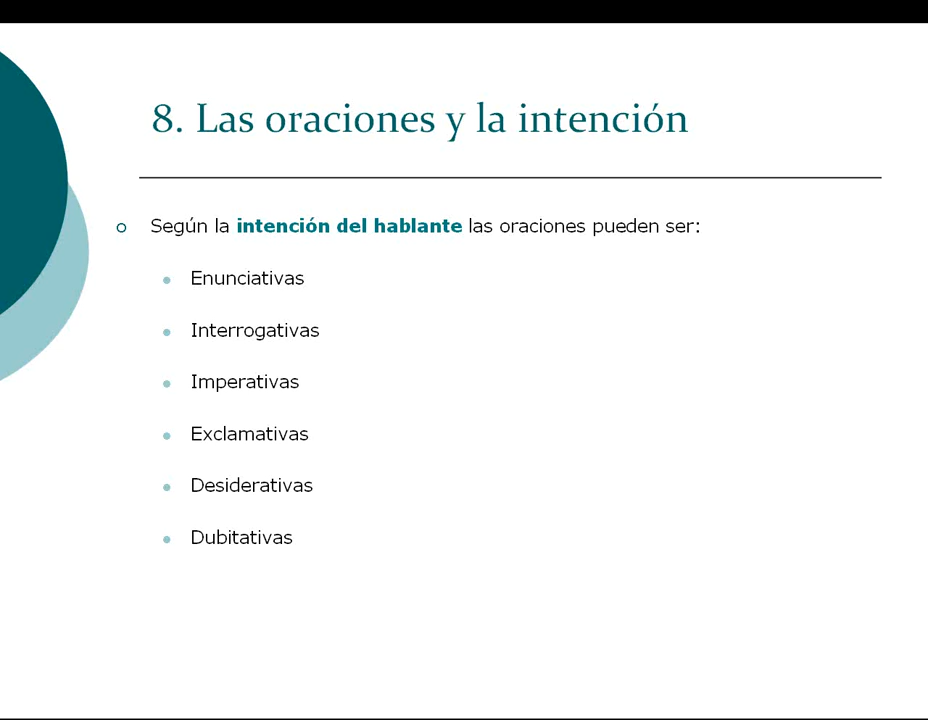 8. Las oraciones y la intención
Según la intención del hablante las oraciones pueden ser:
Enunciativas
Interrogativas
Imperativas
Exclamativas
Desiderativas
Dubitativas